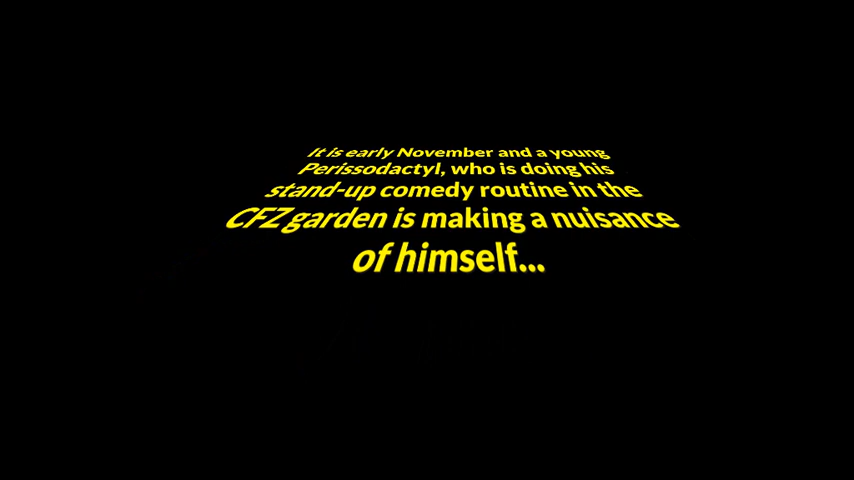 It is early November and a young
Perissodactyl, who is doing his
stand-up comedy routine in the
CFZ garden is making a nuisance
of himself...